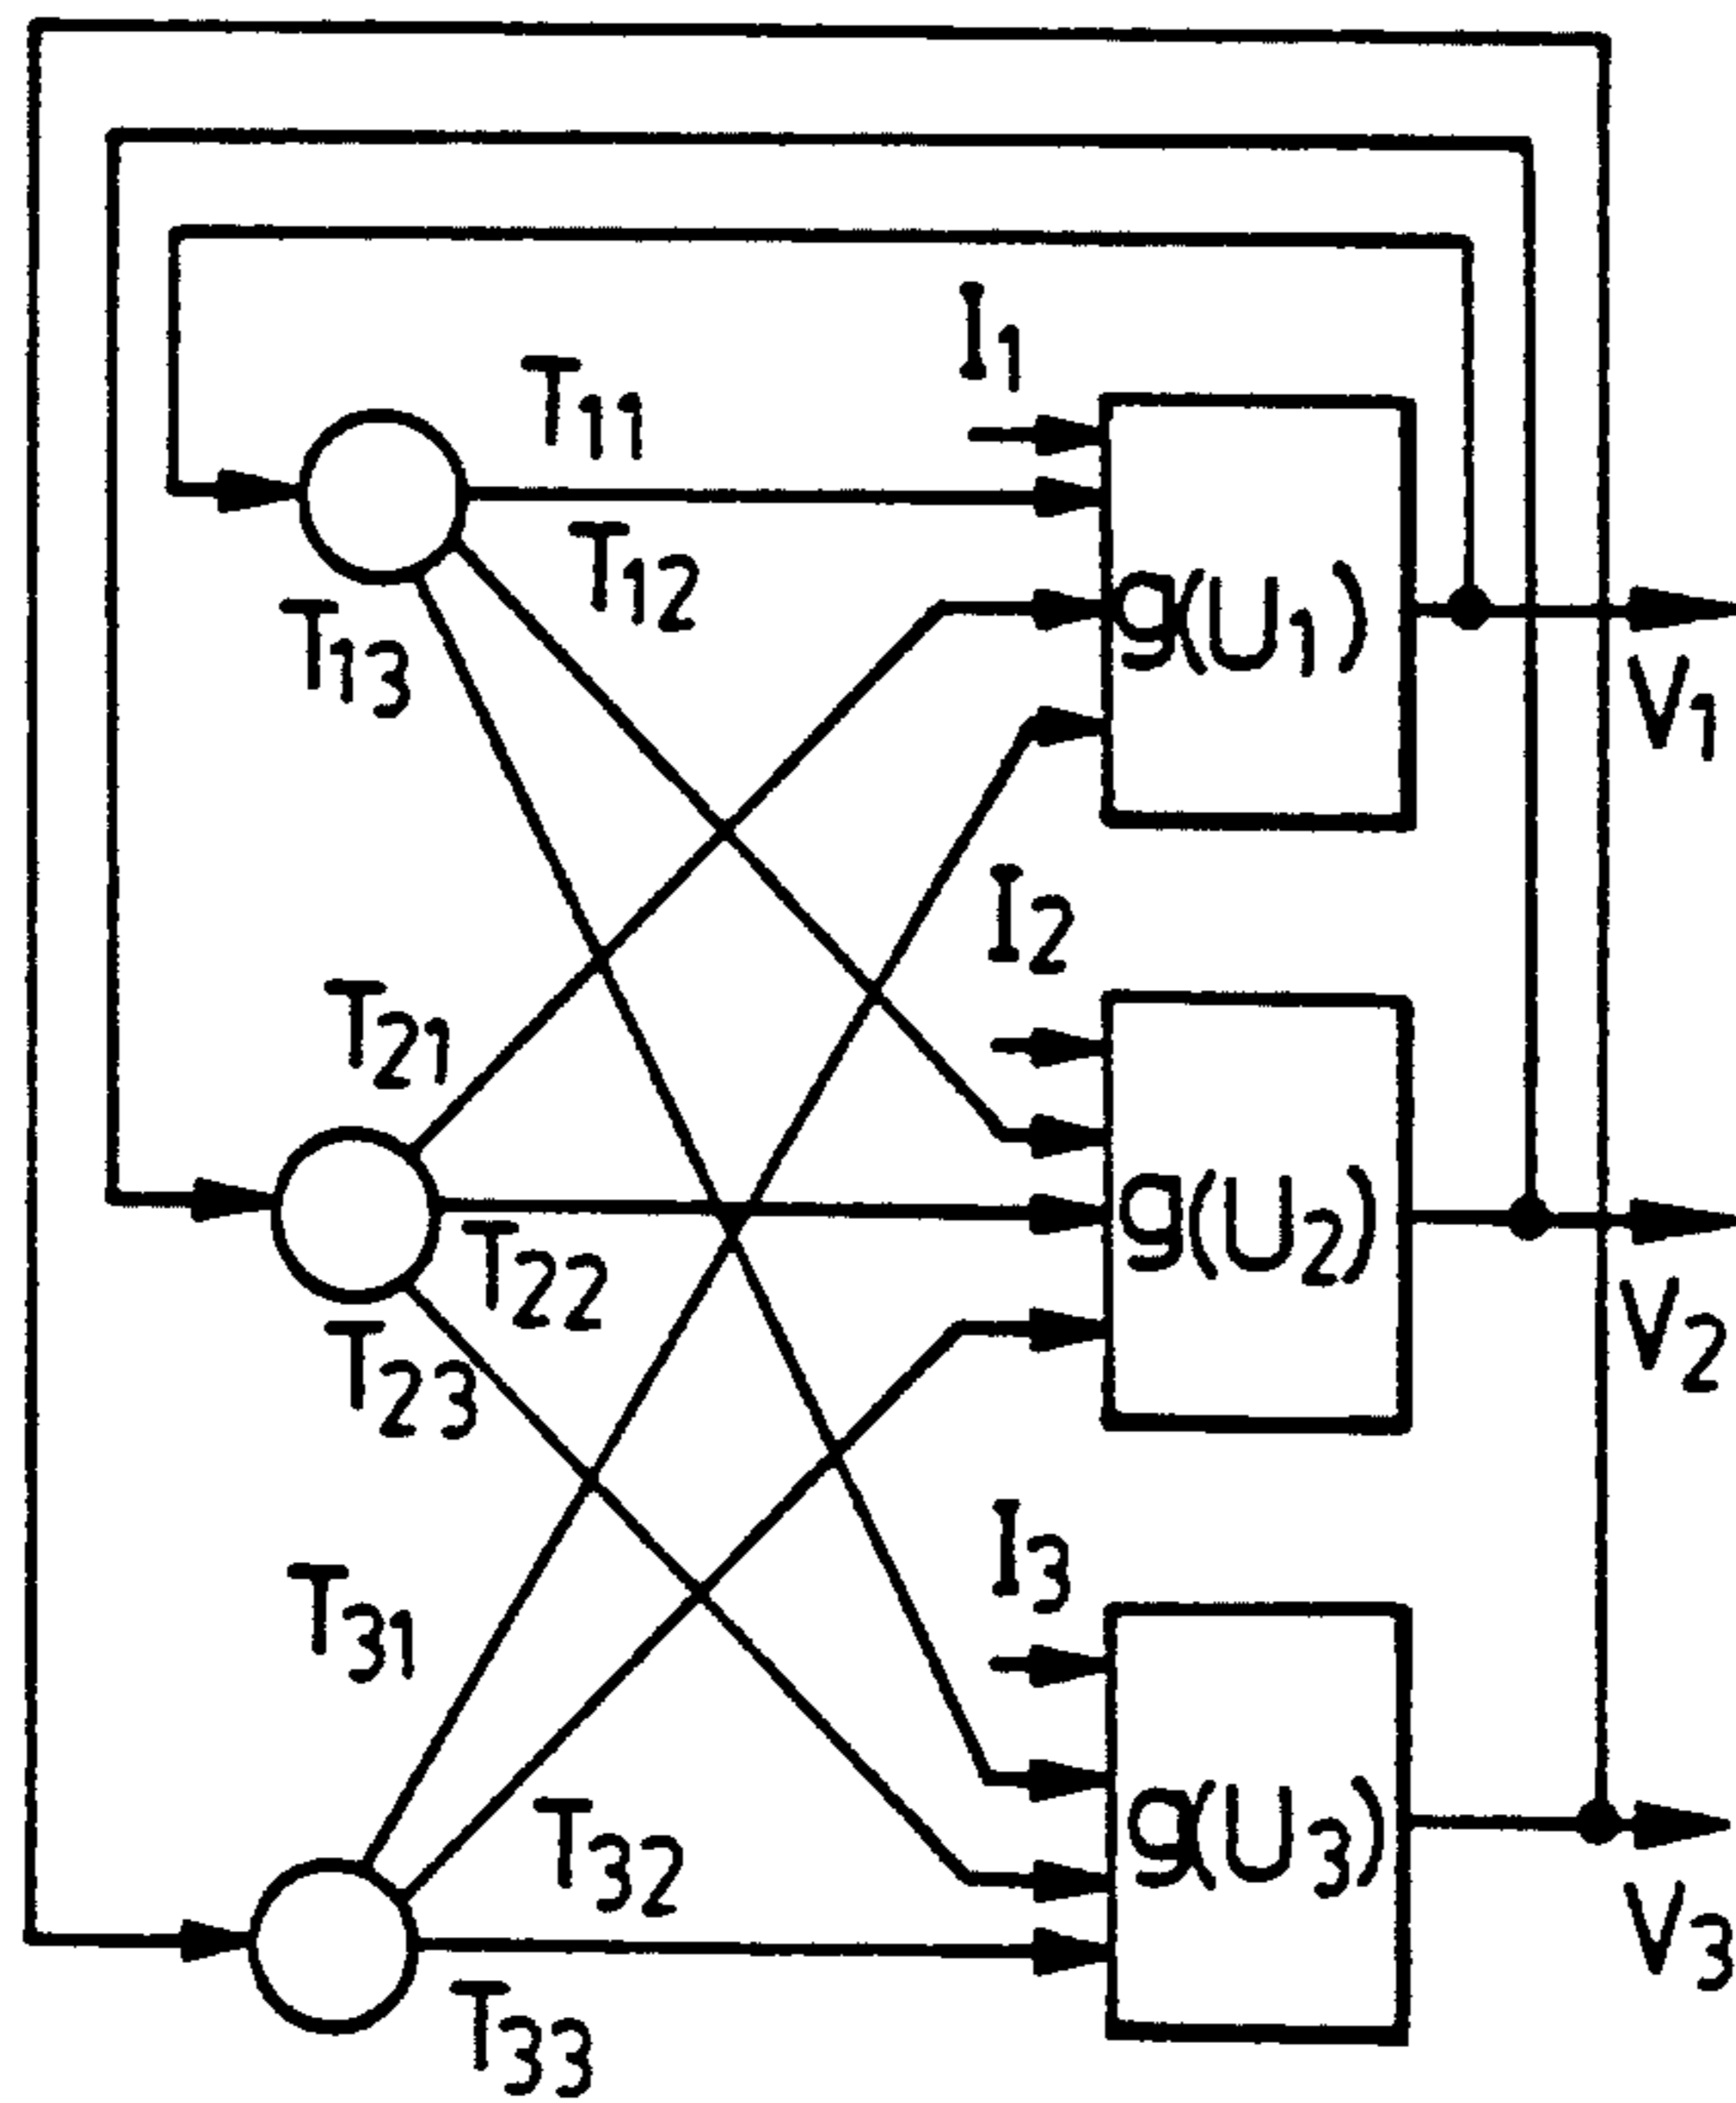 I1
T11
T12
g(U1)
T13
V1
I2
T21
g(U2)
T22
V2
T23
I3
T31
g(U3)
T32
V3
T33